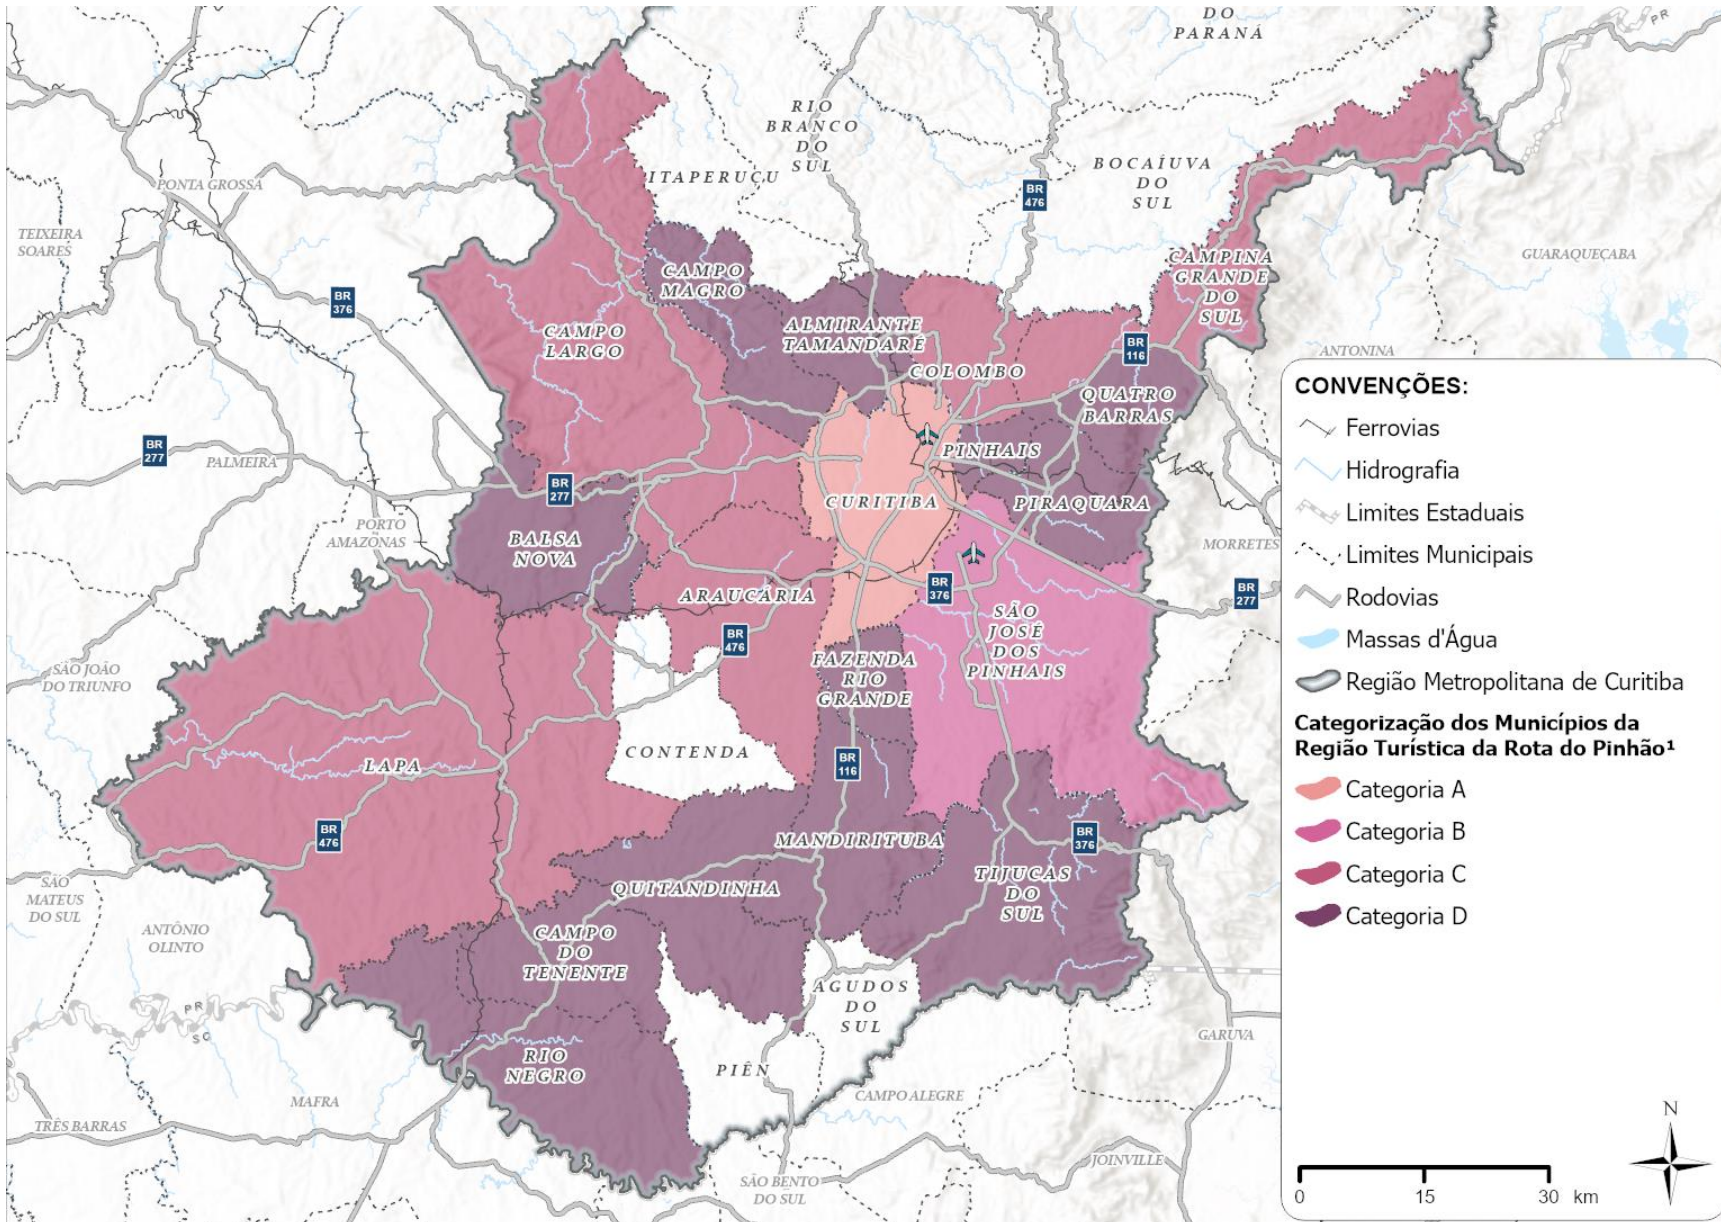 DO
PARANÁ
PR
RIO
BRANCO
DO
SUL
BOCAÍUVA
DO
SUL
ITAPERUÇU
PONTA GROSSA
BR
476
TEIXEIRA
SOARES
GUARAQUEÇABA
CAMPO
MAGRO
CAMPINA
GRANDE
DO
SUL
BR
376
CAMPO
LARGO
ALMIRANTE
TAMANDARÉ
BR
116
ANTONINA
COLOMBO
QUATRO
BARRAS
BR
277
PALMEIRA
PINHAIS
BR
277
CURITIBA
PIRAQUARA
PORTO
AMAZONAS
BALSA
NOVA
MORRETES
ARAUCÁRIA
BR
376
BR
277
SÃO
JOSÉ
DOS
PINHAIS
BR
476
SÃO JOÃO
DO TRIUNFO
FAZENDA
RIO
GRANDE
CONTENDA
LAPA
BR
116
BR
476
MANDIRITUBA
BR
376
SÃO
MATEUS
DO SUL
QUITANDINHA
TIJUCAS
DO
SUL
ANTÔNIO
OLINTO
CAMPO
DO
TENENTE
AGUDOS
DO
SUL
PR
SC
GARUVA
RIO
NEGRO
PIÊN
MAFRA
CAMPO ALEGRE
TRÊS BARRAS
JOINVILLE
SÃO BENTO
DO SUL
CONVENÇÕES:
Ferrovias
Hidrografia
Limites Estaduais
Limites Municipais
Rodovias
Massas d'Água
Região Metropolitana de Curitiba
Categorização dos Municípios da
Região Turística da Rota do Pinhão¹
Categoria A
Categoria B
Categoria C
Categoria D
N
0 15 30 km